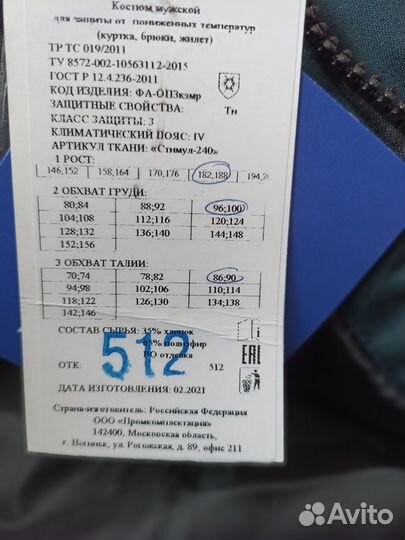 Костюм мужской
для защиты от пониженных температур
(куртка, брюки, жилет)
ТР ТС 019/2011
ТУ 8572-002-10563112-2015
ГОСТ Р 12.4.236-2011
КОД ИЗДЕЛИЯ: ФА-ОПЗкэмр
ЗАЩИТНЫЕ СВОЙСТВА: Тн
КЛАСС ЗАЩИТЫ: 3
КЛИМАТИЧЕСКИЙ ПОЯС: IV
АРТИКУЛ ТКАНИ: «Стимул-240»
1 РОСТ:
146,152 158,164 170,176 182,188 194,20
2 ОБХВАТ ГРУДИ:
80;84 88;92 96;100
104;108 112;116 120;124
128;132 136;140 144;148
152;156
3 ОБХВАТ ТАЛИИ:
70;74 78;82 86;90
94;98 102;106 110;114
118;122 126;130 134;138
142;146
СОСТАВ СЫРЬЯ: 35% хлопок
65% полиэфир
ВО отделка
ОТК: 512 512
ДАТА ИЗГОТОВЛЕНИЯ: 02.2021
EAC
Страна-изготовитель: Российская Федерация
ООО «Промкомплектация»
142400, Московская область,
г. Ногинск, ул. Рогожская, д. 89, офис 211
Avito